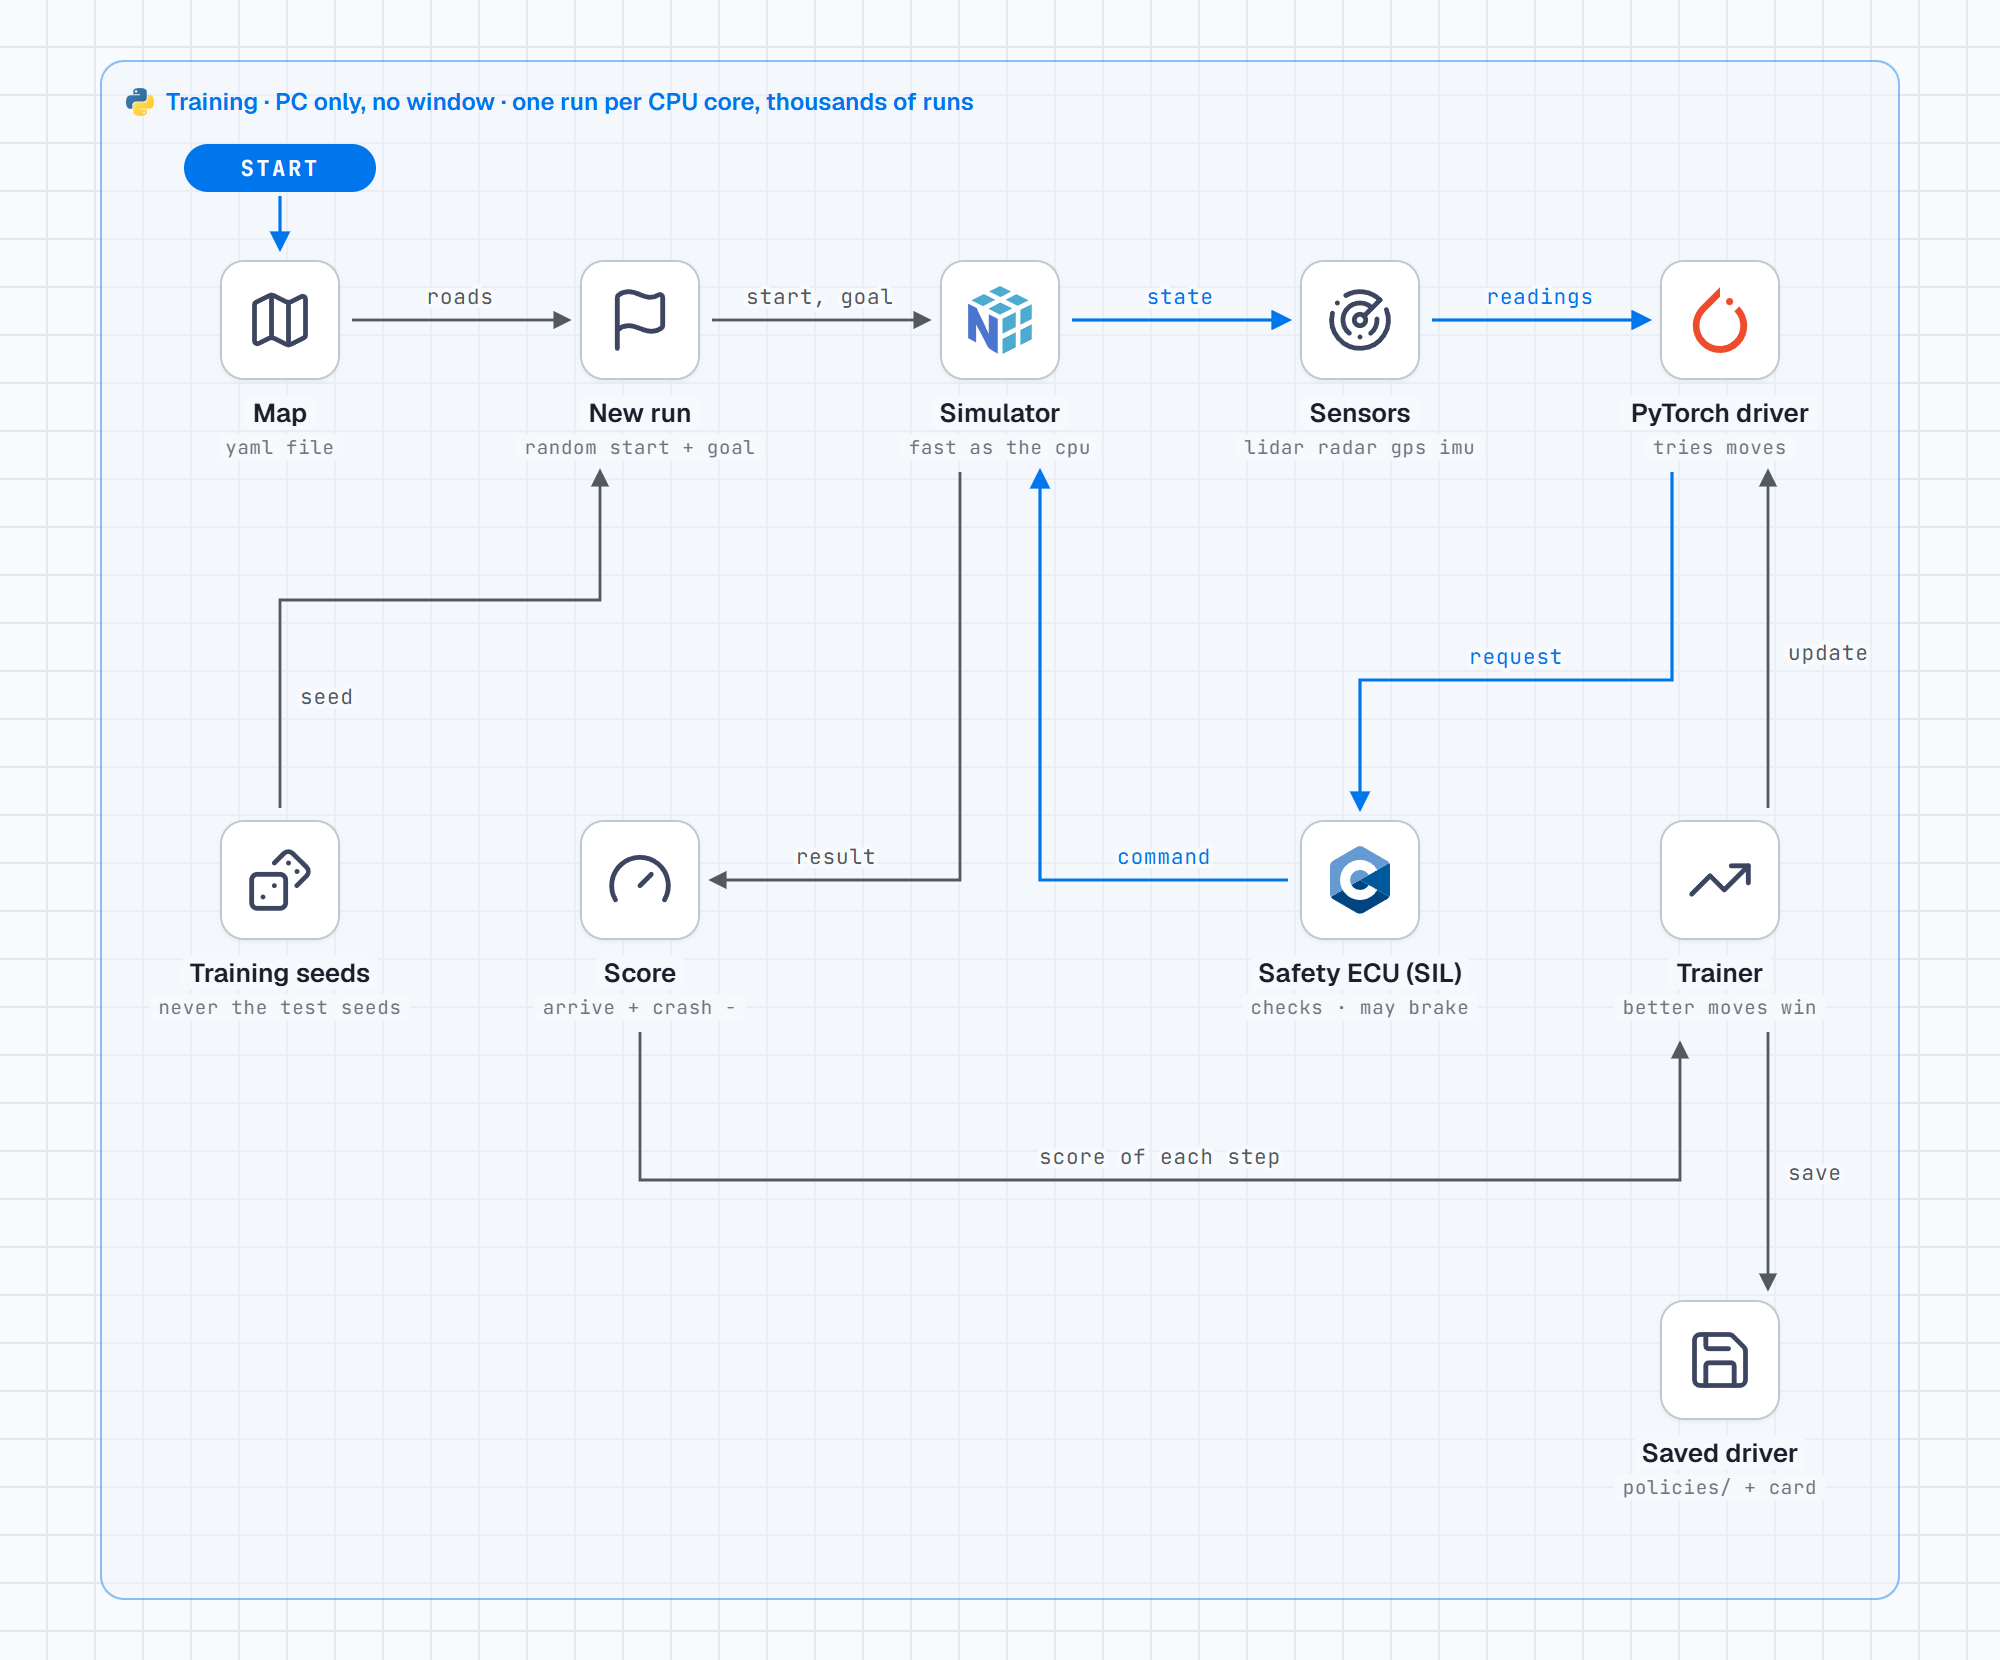 Training · PC only, no window · one run per CPU core, thousands of runs
START
roads
start, goal
state
readings
Map
yaml file
New run
random start + goal
Simulator
fast as the cpu
Sensors
lidar radar gps imu
PyTorch driver
tries moves
request
update
seed
result
command
Training seeds
never the test seeds
Score
arrive + crash -
Safety ECU (SIL)
checks · may brake
Trainer
better moves win
score of each step
save
Saved driver
policies/ + card